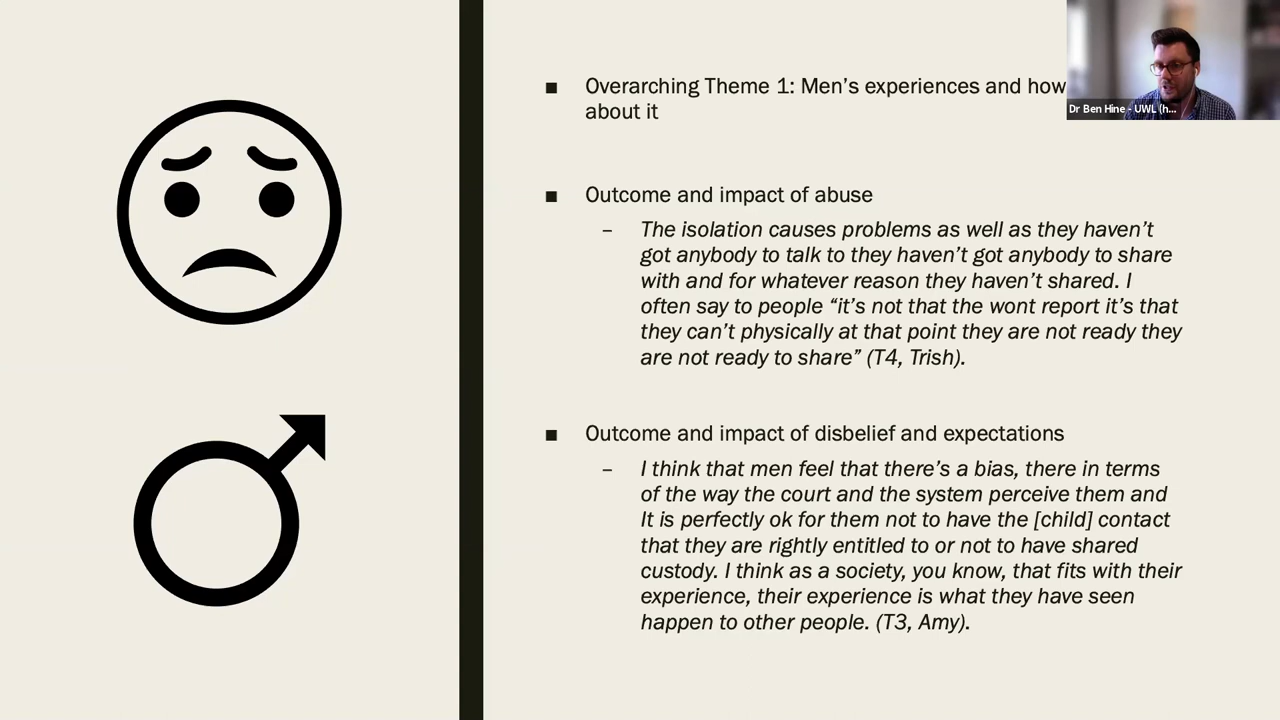 ■ Overarching Theme 1: Men’s experiences and how
about it
Dr Ben Hine - UWL (h...
■ Outcome and impact of abuse
– The isolation causes problems as well as they haven’t
got anybody to talk to they haven’t got anybody to share
with and for whatever reason they haven’t shared. I
often say to people “it’s not that the wont report it’s that
they can’t physically at that point they are not ready they
are not ready to share” (T4, Trish).
■ Outcome and impact of disbelief and expectations
– I think that men feel that there’s a bias, there in terms
of the way the court and the system perceive them and
It is perfectly ok for them not to have the [child] contact
that they are rightly entitled to or not to have shared
custody. I think as a society, you know, that fits with their
experience, their experience is what they have seen
happen to other people. (T3, Amy).